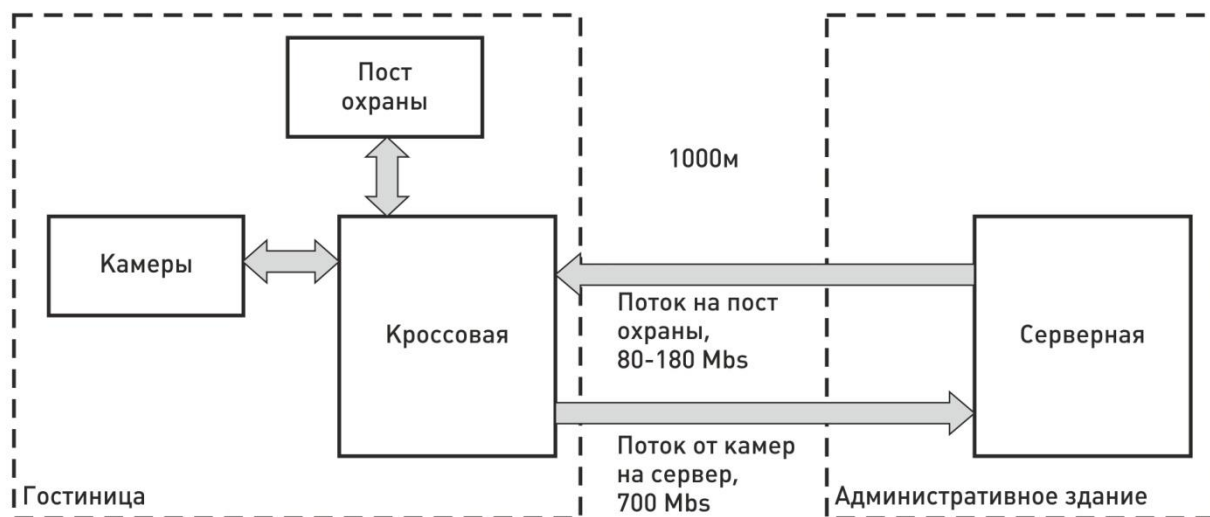 Пост
охраны
1000м
Камеры
Кроссовая
Поток на пост
охраны,
80-180 Mbs
Серверная
Поток от камер
на сервер,
700 Mbs
Гостиница
Административное здание